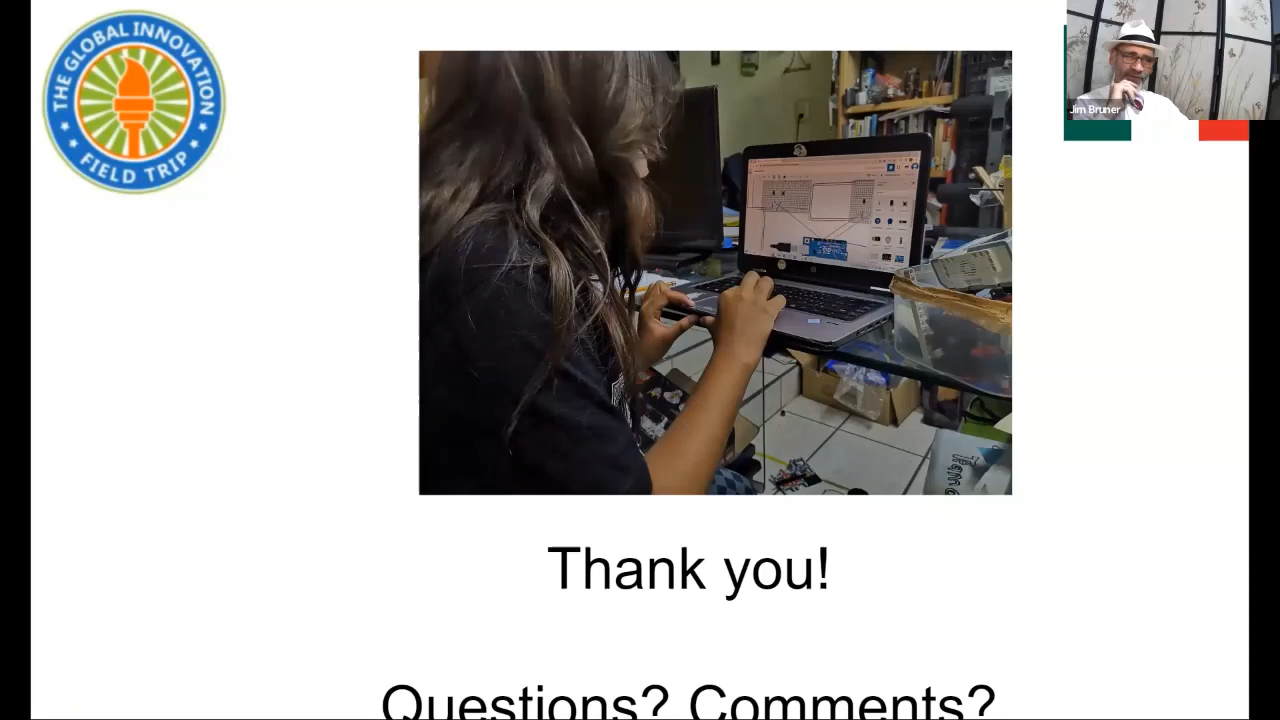 THE GLOBAL INNOVATION
FIELD TRIP
Jim Bruner
Thank you!
Questions? Comments?